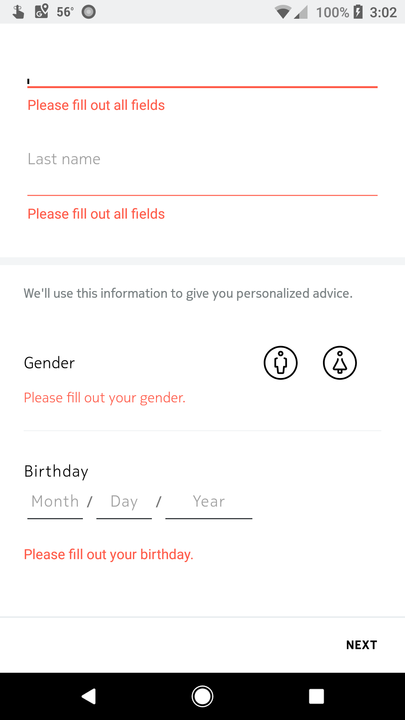 56° 100% 3:02
Please fill out all fields
Last name
Please fill out all fields
We'll use this information to give you personalized advice.
Gender
Please fill out your gender.
Birthday
Month / Day / Year
Please fill out your birthday.
NEXT